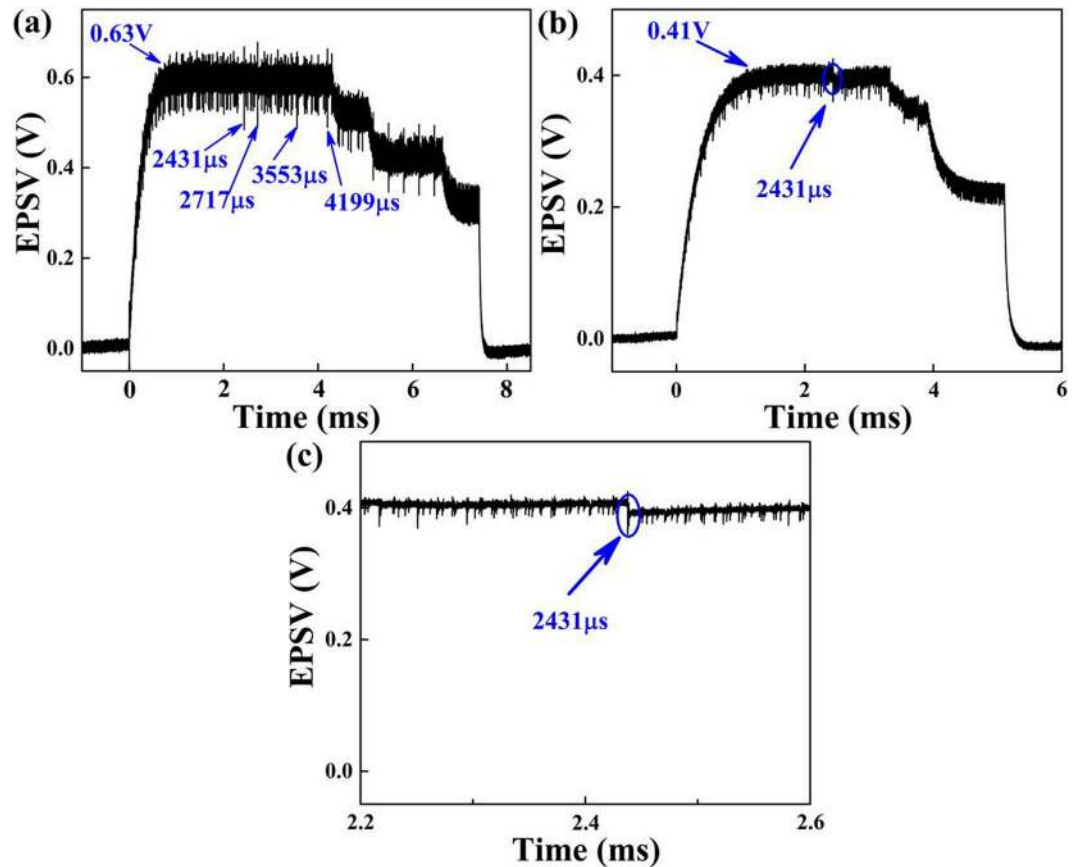 (a)
0.63V
0.6
0.4
0.2
0.0
2431μs
2717μs
3553μs
4199μs
EPSV (V)
0
2
4
6
8
Time (ms)
(b)
0.41V
0.4
0.2
0.0
2431μs
EPSV (V)
0
2
4
6
Time (ms)
(c)
0.4
0.2
0.0
2431μs
EPSV (V)
2.2
2.4
2.6
Time (ms)